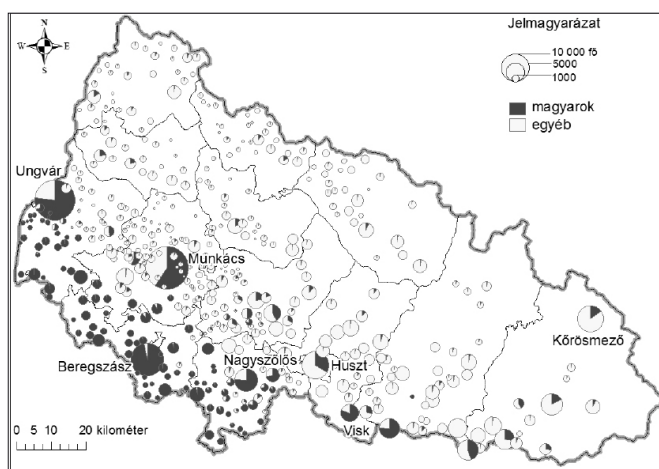 Jelmagyarázat
10 000 fő
5000
1000
magyarok
egyéb
N
W E
S
Ungvár
Munkács
Kőrösmező
Beregszász
Nagyszőlős
Huszt
Visk
0 5 10 20 kilométer